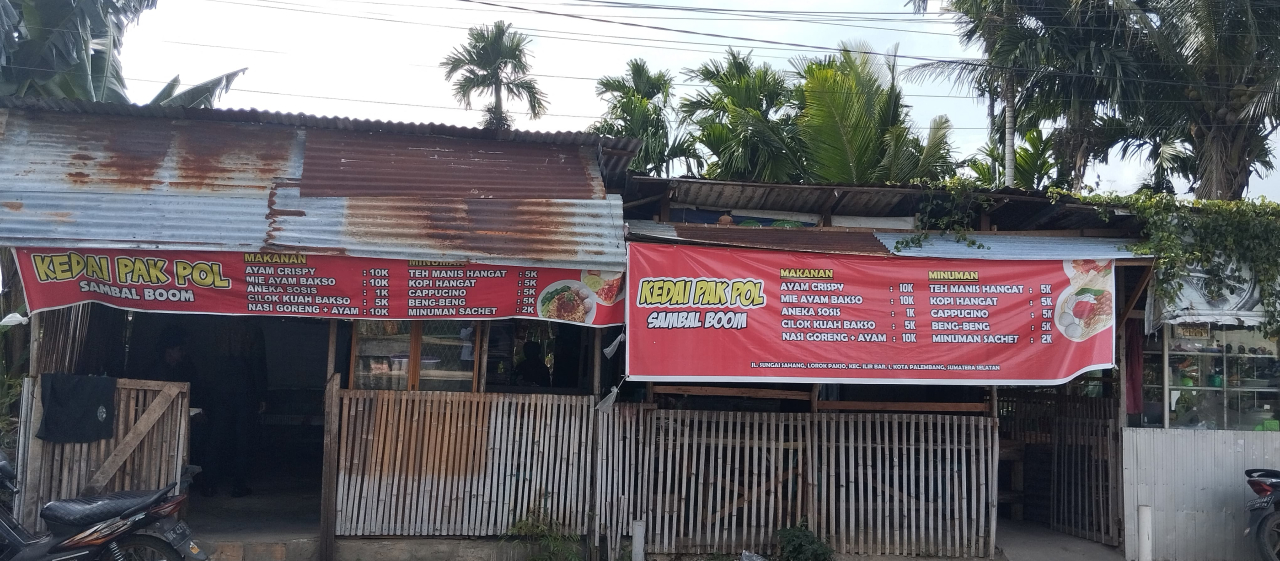 KEDAI PAK POL
SAMBAL BOOM
MAKANAN
AYAM CRISPY : 10K
MIE AYAM BAKSO : 10K
ANEKA SOSIS : 1K
CILOK KUAH BAKSO : 5K
NASI GORENG + AYAM : 10K
MINUMAN
TEH MANIS HANGAT : 5K
KOPI HANGAT : 5K
CAPPUCINO : 5K
BENG-BENG : 5K
MINUMAN SACHET : 2K
KEDAI PAK POL
SAMBAL BOOM
MAKANAN
AYAM CRISPY : 10K
MIE AYAM BAKSO : 10K
ANEKA SOSIS : 1K
CILOK KUAH BAKSO : 5K
NASI GORENG + AYAM : 10K
MINUMAN
TEH MANIS HANGAT : 5K
KOPI HANGAT : 5K
CAPPUCINO : 5K
BENG-BENG : 5K
MINUMAN SACHET : 2K
JL. SUNGAI SAHANG, LOROK PAKJO, KEC. ILIR BAR. I, KOTA PALEMBANG, SUMATERA SELATAN